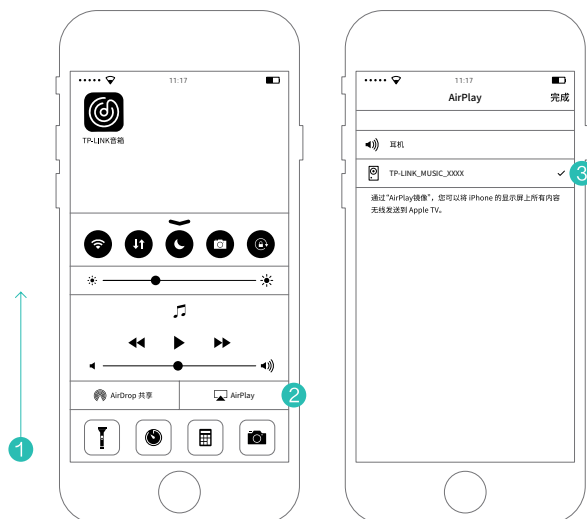 11:17
TP-LINK音箱
AirDrop 共享
AirPlay
1
2
11:17
AirPlay
完成
耳机
TP-LINK_MUSIC_XXXX
3
通过“AirPlay镜像”，您可以将 iPhone 的显示屏上所有内容
无线发送到 Apple TV。